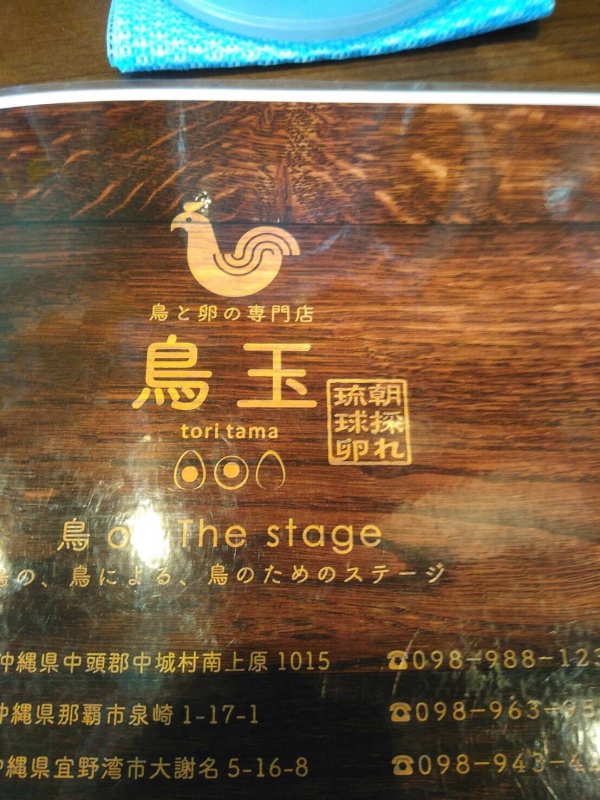 鳥と卵の専門店
鳥玉
tori tama
朝採れ
琉球卵
鳥 on The stage
の、鳥による、鳥のためのステージ
沖縄県中頭郡中城村南上原 1015 ☎098-988-123
沖縄県那覇市泉崎 1-17-1 ☎098-963-95
沖縄県宜野湾市大謝名 5-16-8 ☎098-943-4